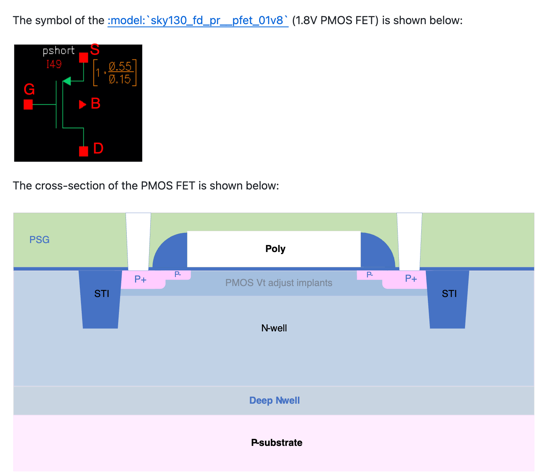 The symbol of the :model:`sky130_fd_pr__pfet_01v8` (1.8V PMOS FET) is shown below:
pshort
S
I49
[1·0.55/0.15]
G
B
D
The cross-section of the PMOS FET is shown below:
PSG
Poly
P+
P-
P-
P+
PMOS Vt adjust implants
STI
STI
N-well
Deep Nwell
P-substrate